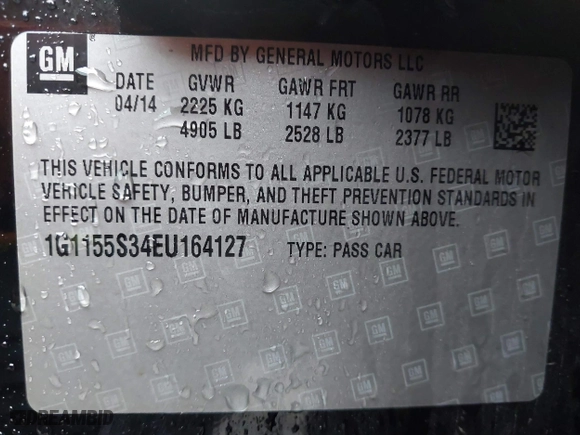 GM
MFD BY GENERAL MOTORS LLC
DATE GVWR GAWR FRT GAWR RR
04/14 2225 KG 1147 KG 1078 KG
4905 LB 2528 LB 2377 LB
THIS VEHICLE CONFORMS TO ALL APPLICABLE U.S. FEDERAL MOTOR
VEHICLE SAFETY, BUMPER, AND THEFT PREVENTION STANDARDS IN
EFFECT ON THE DATE OF MANUFACTURE SHOWN ABOVE.
1G1155S34EU164127 TYPE: PASS CAR